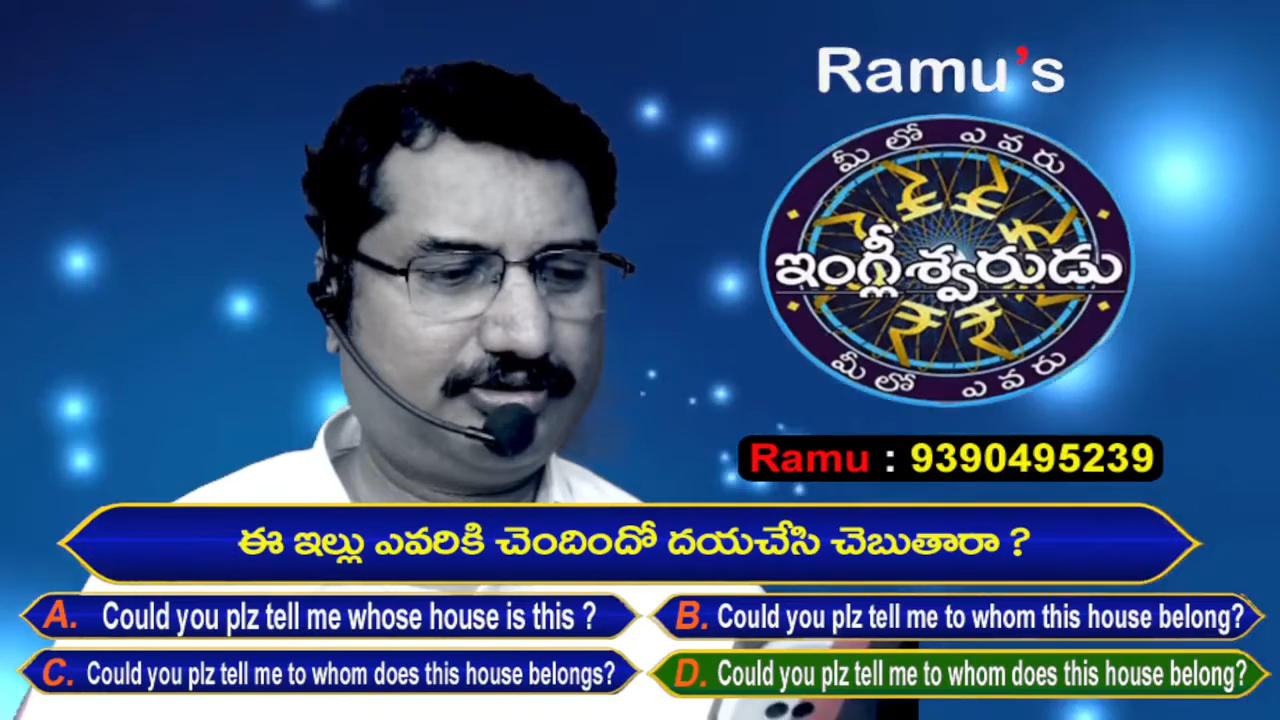 Ramu's
మీలో ఎవరు
ఇంగ్లీశ్వరుడు
మీలో ఎవరు
Ramu : 9390495239
ఈ ఇల్లు ఎవరికి చెందిందో దయచేసి చెబుతారా ?
A. Could you plz tell me whose house is this ?
B. Could you plz tell me to whom this house belong?
C. Could you plz tell me to whom does this house belongs?
D. Could you plz tell me to whom does this house belong?